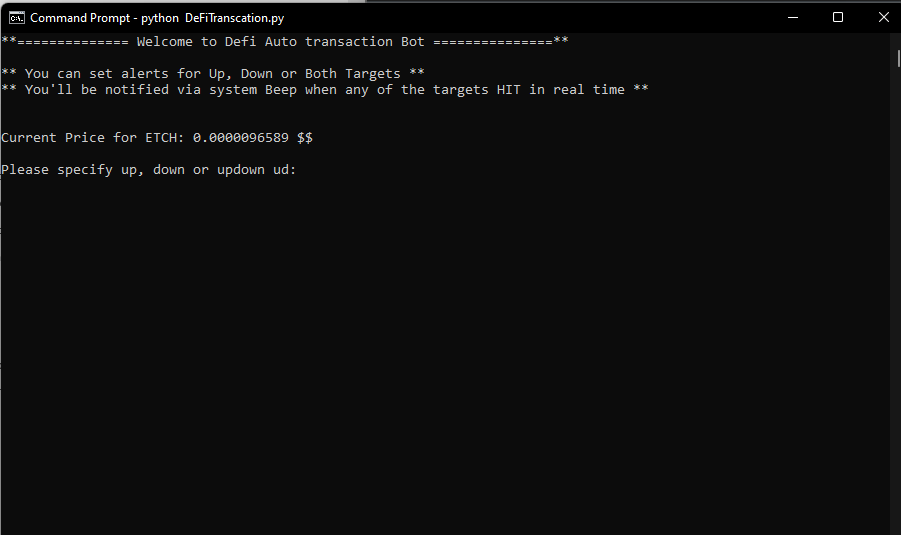 Command Prompt - python DeFiTranscation.py
**============== Welcome to Defi Auto transaction Bot ===============**
** You can set alerts for Up, Down or Both Targets **
** You'll be notified via system Beep when any of the targets HIT in real time **
Current Price for ETCH: 0.0000096589 $$
Please specify up, down or updown ud: